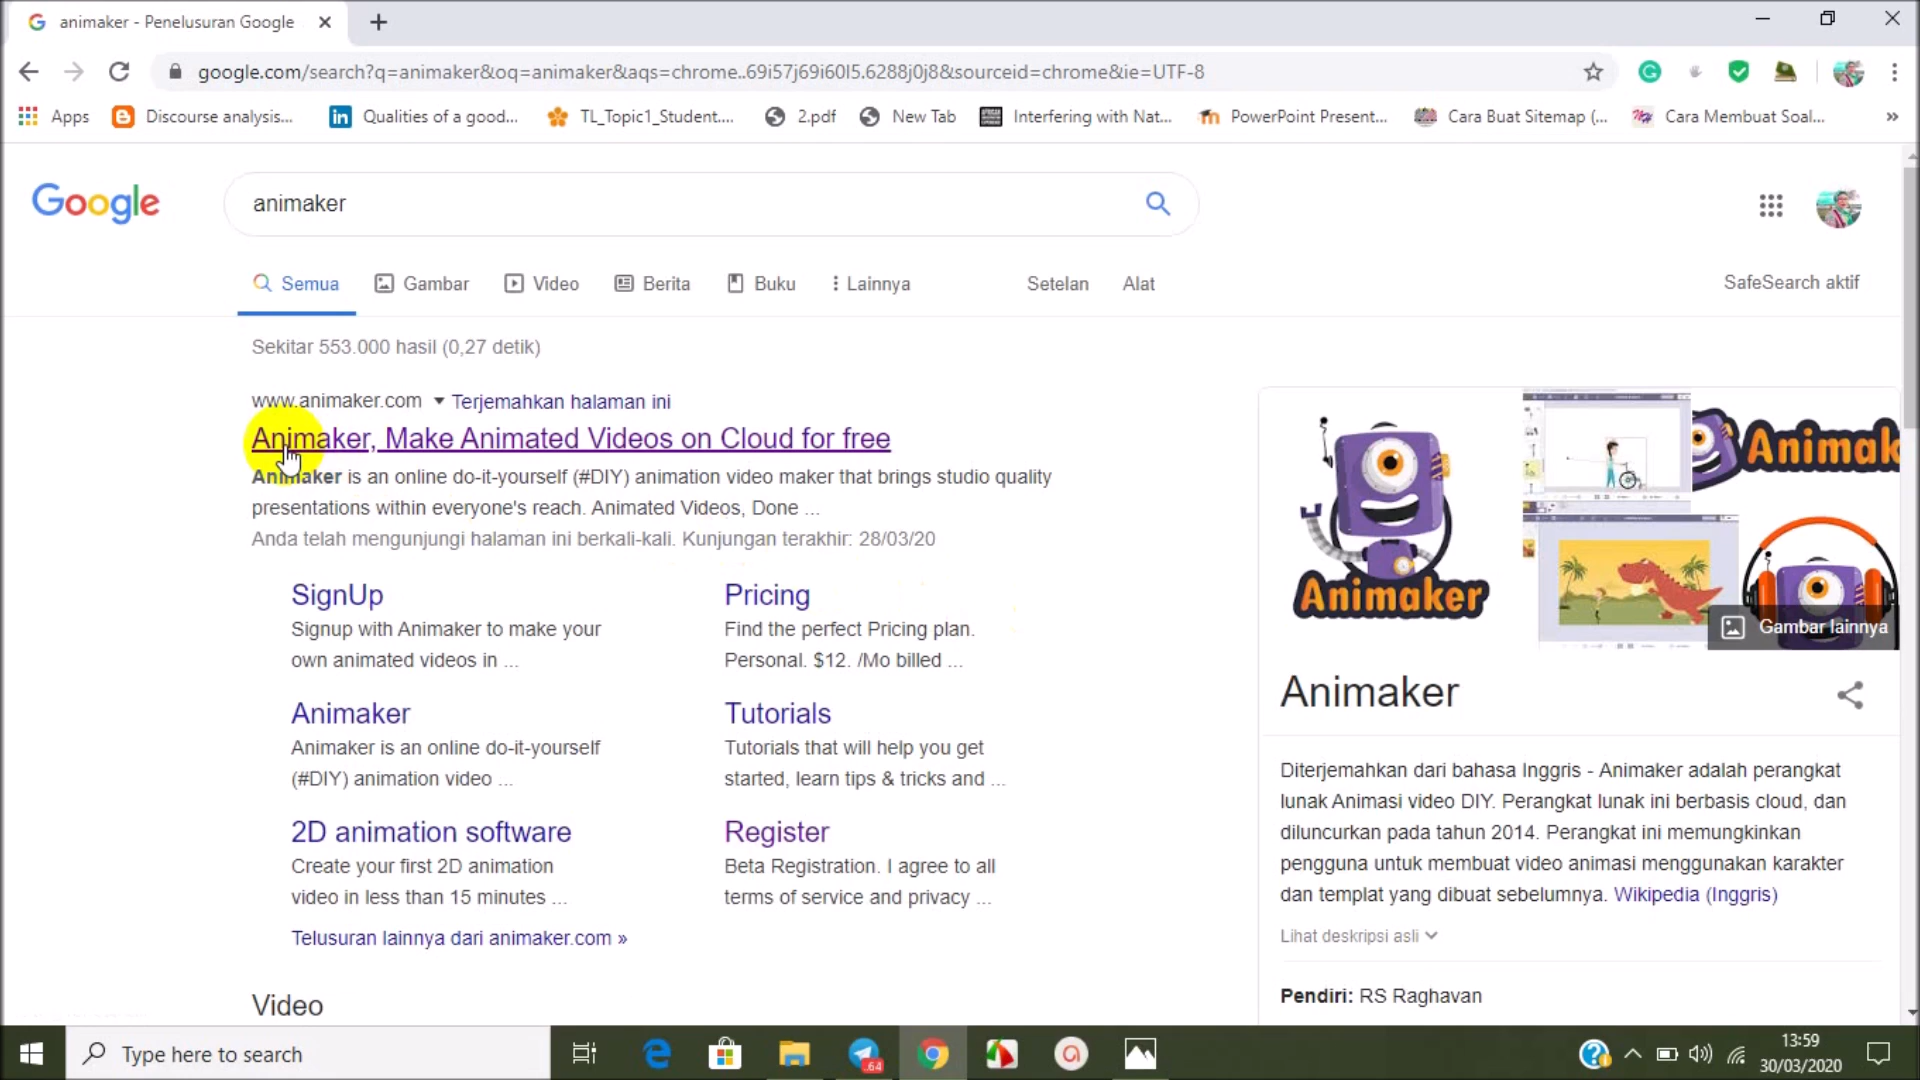 animaker - Penelusuran Google
google.com/search?q=animaker&oq=animaker&aqs=chrome..69i57j69i60l5.6288j0j8&sourceid=chrome&ie=UTF-8
Apps
Discourse analysis...
Qualities of a good...
TL_Topic1_Student....
2.pdf
New Tab
Interfering with Nat...
PowerPoint Present...
Cara Buat Sitemap (...
Cara Membuat Soal...
Google
animaker
Semua
Gambar
Video
Berita
Buku
Lainnya
Setelan
Alat
SafeSearch aktif
Sekitar 553.000 hasil (0,27 detik)
www.animaker.com
Terjemahkan halaman ini
Animaker, Make Animated Videos on Cloud for free
Animaker is an online do-it-yourself (#DIY) animation video maker that brings studio quality
presentations within everyone's reach. Animated Videos, Done ...
Anda telah mengunjungi halaman ini berkali-kali. Kunjungan terakhir: 28/03/20
SignUp
Signup with Animaker to make your
own animated videos in ...
Pricing
Find the perfect Pricing plan.
Personal. $12. /Mo billed ...
Animaker
Animaker is an online do-it-yourself
(#DIY) animation video ...
Tutorials
Tutorials that will help you get
started, learn tips & tricks and ...
2D animation software
Create your first 2D animation
video in less than 15 minutes ...
Register
Beta Registration. I agree to all
terms of service and privacy ...
Telusuran lainnya dari animaker.com »
Video
Animaker
Animak
Gambar lainnya
Animaker
Diterjemahkan dari bahasa Inggris - Animaker adalah perangkat
lunak Animasi video DIY. Perangkat lunak ini berbasis cloud, dan
diluncurkan pada tahun 2014. Perangkat ini memungkinkan
pengguna untuk membuat video animasi menggunakan karakter
dan templat yang dibuat sebelumnya. Wikipedia (Inggris)
Lihat deskripsi asli
Pendiri: RS Raghavan
Type here to search
.64
13:59
30/03/2020